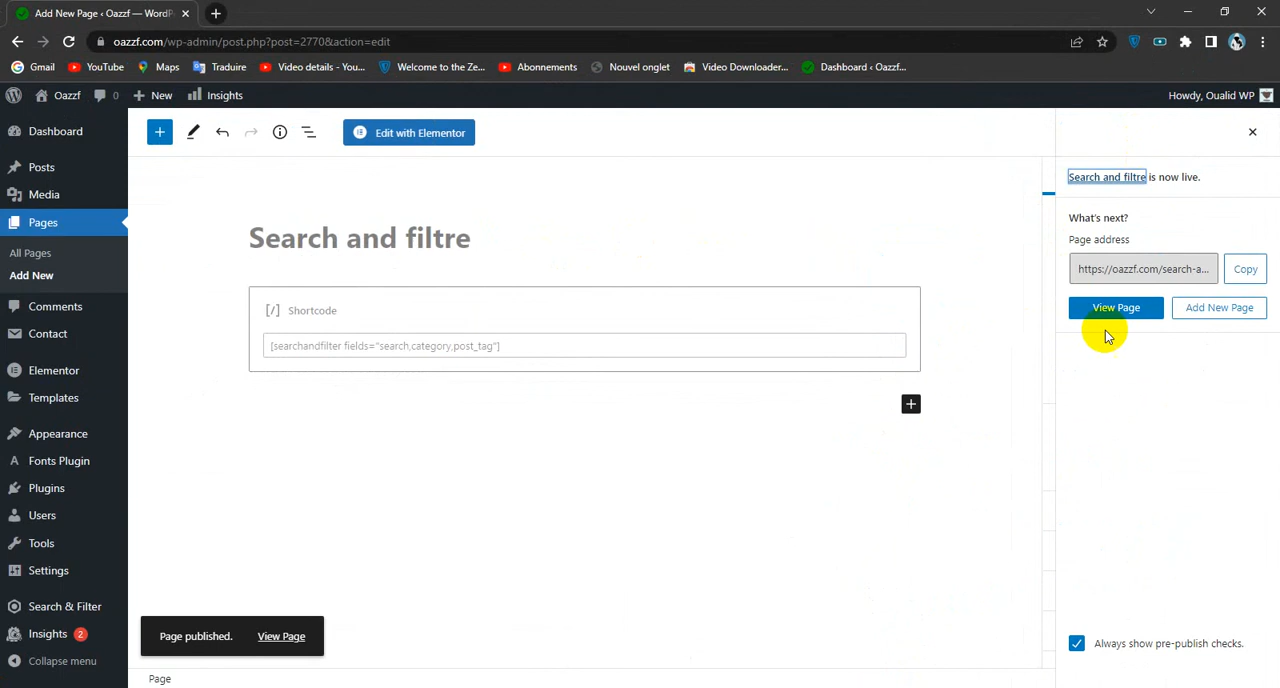 Add New Page ‹ Oazzf — WordP
oazzf.com/wp-admin/post.php?post=2770&action=edit
Gmail YouTube Maps Traduire Video details - You... Welcome to the Ze... Abonnements Nouvel onglet Video Downloader... Dashboard ‹ Oazzf...
Oazzf 0 + New Insights Howdy, Oualid WP
Dashboard
Posts
Media
Pages
All Pages
Add New
Comments
Contact
Elementor
Templates
Appearance
Fonts Plugin
Plugins
Users
Tools
Settings
Search & Filter
Insights 2
Collapse menu
Edit with Elementor
Search and filtre
[/] Shortcode
[searchandfilter fields="search,category,post_tag"]
Page published. View Page
Page
Search and filtre is now live.
What's next?
Page address
https://oazzf.com/search-a... Copy
View Page Add New Page
Always show pre-publish checks.